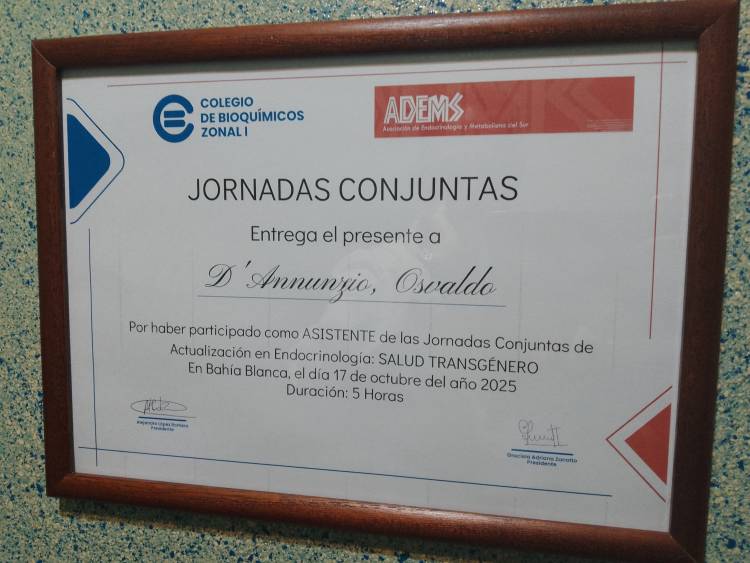 COLEGIO
DE BIOQUÍMICOS
ZONAL I
ADEMS
Asociación de Endocrinología y Metabolismo del Sur
JORNADAS CONJUNTAS
Entrega el presente a
D'Annunzio, Osvaldo
Por haber participado como ASISTENTE de las Jornadas Conjuntas de
Actualización en Endocrinología: SALUD TRANSGÉNERO
En Bahía Blanca, el día 17 de octubre del año 2025
Duración: 5 Horas
Alejandro López
Presidente
Graciela Adriana
Presidente